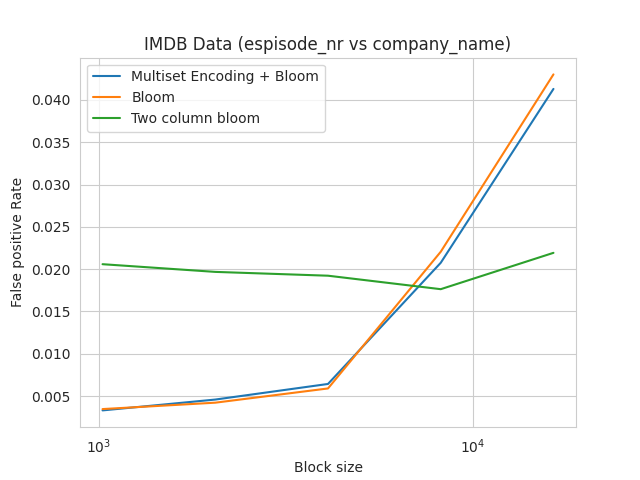 IMDB Data (espisode_nr vs company_name)
Multiset Encoding + Bloom
Bloom
Two column bloom
0.040
0.035
0.030
0.025
0.020
0.015
0.010
0.005
False positive Rate
10³
10⁴
Block size